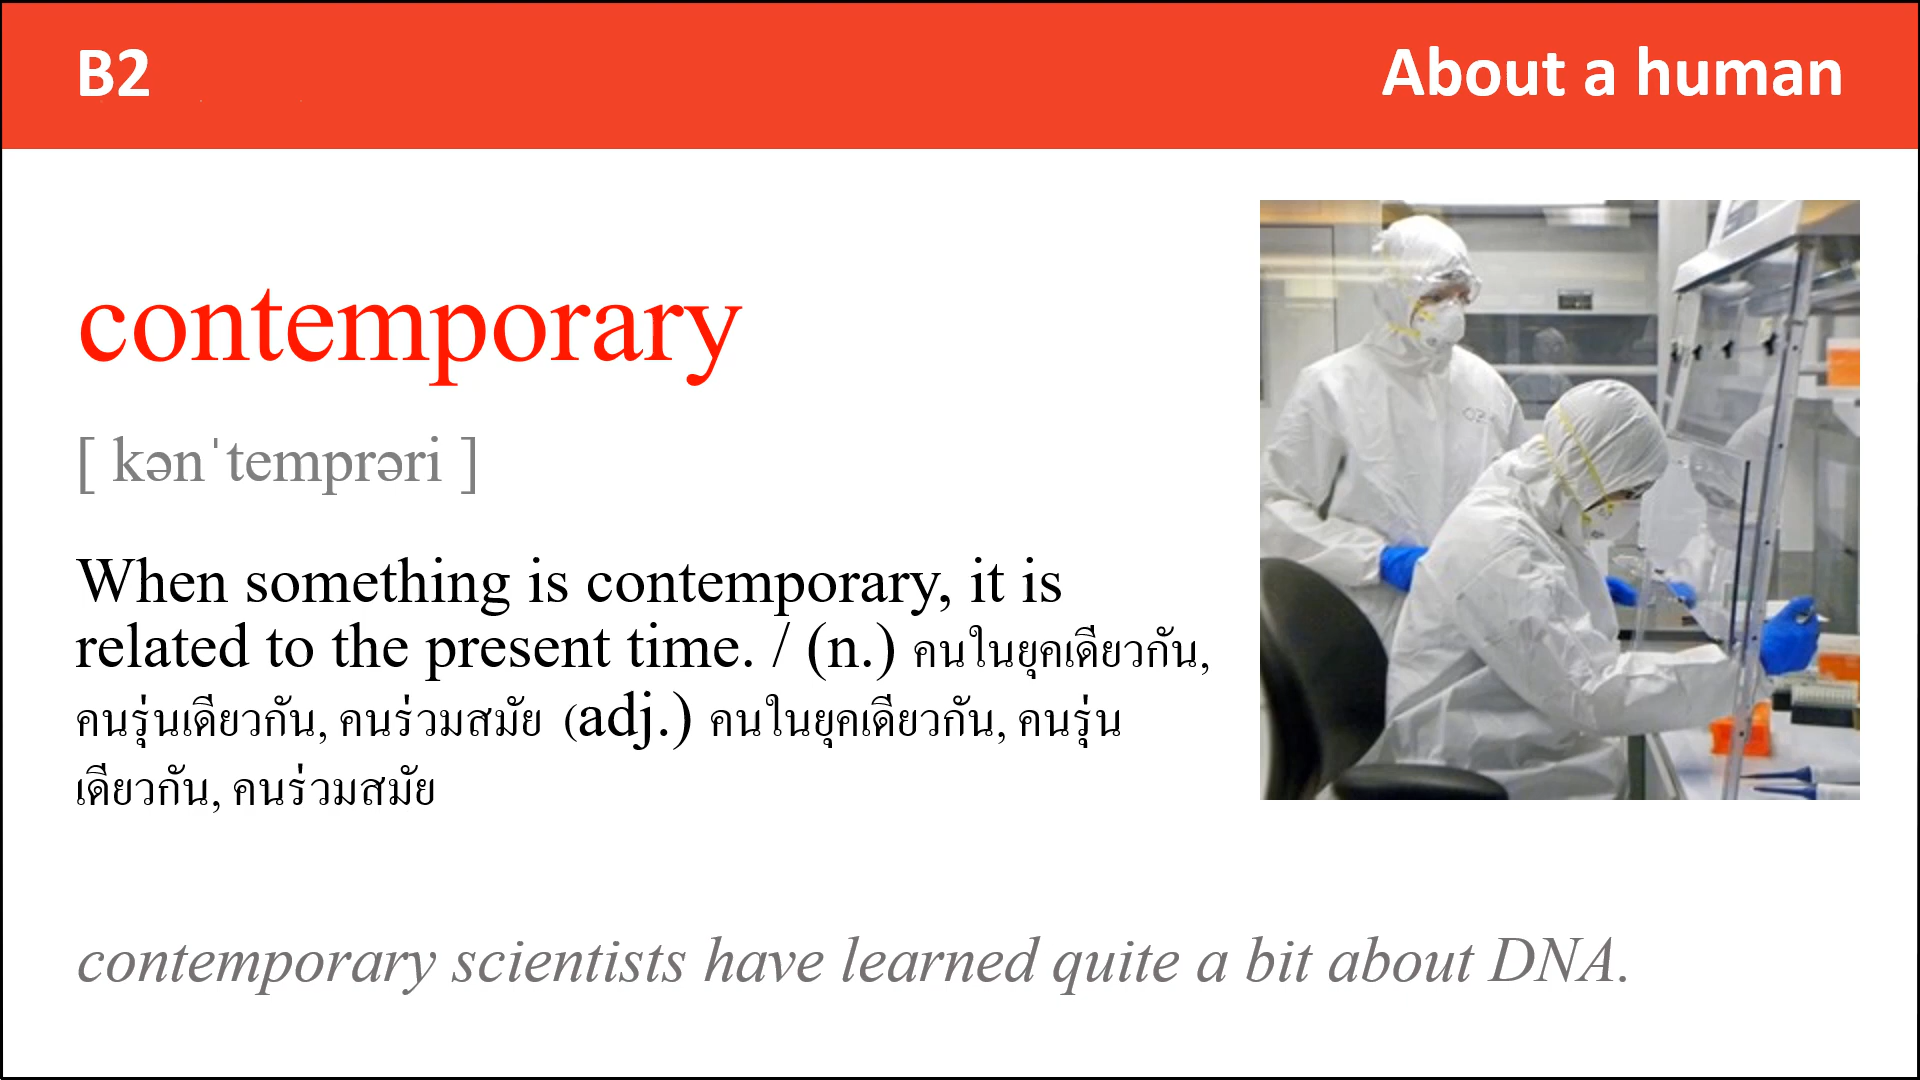 B2
About a human
contemporary
[ kənˈtemprəri ]
When something is contemporary, it is
related to the present time. / (n.) คนในยุคเดียวกัน,
คนรุ่นเดียวกัน, คนร่วมสมัย (adj.) คนในยุคเดียวกัน, คนรุ่น
เดียวกัน, คนร่วมสมัย
contemporary scientists have learned quite a bit about DNA.